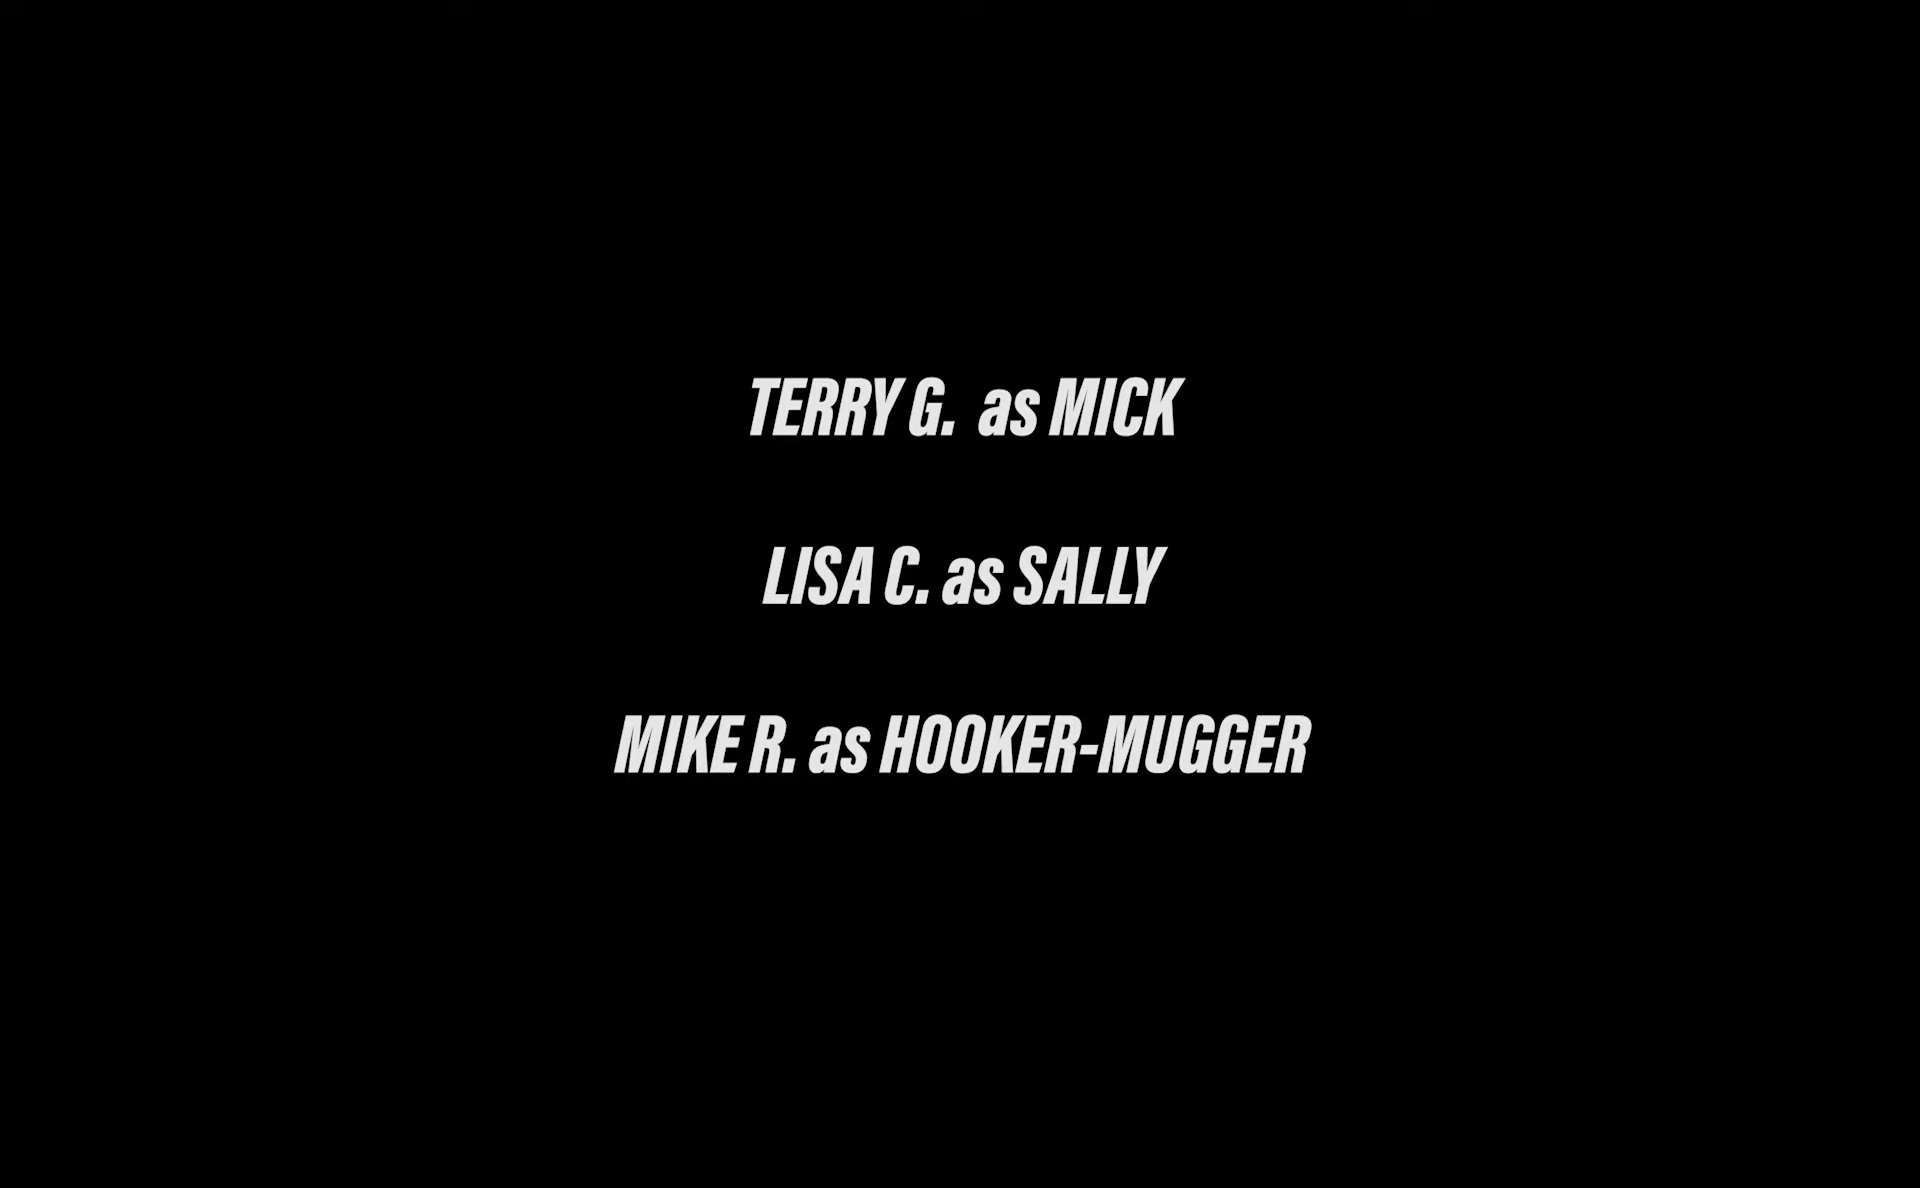 TERRY G.  as MICK
LISA C. as SALLY
MIKE R. as HOOKER-MUGGER